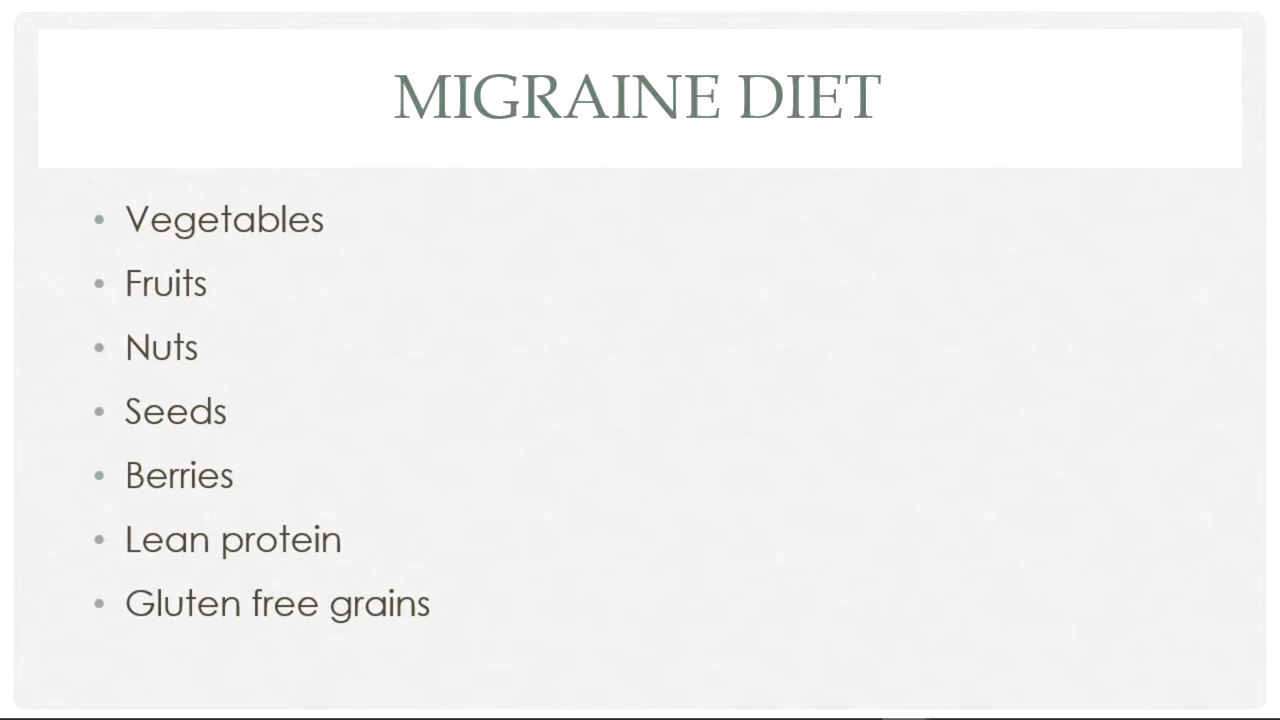 MIGRAINE DIET
• Vegetables
• Fruits
• Nuts
• Seeds
• Berries
• Lean protein
• Gluten free grains